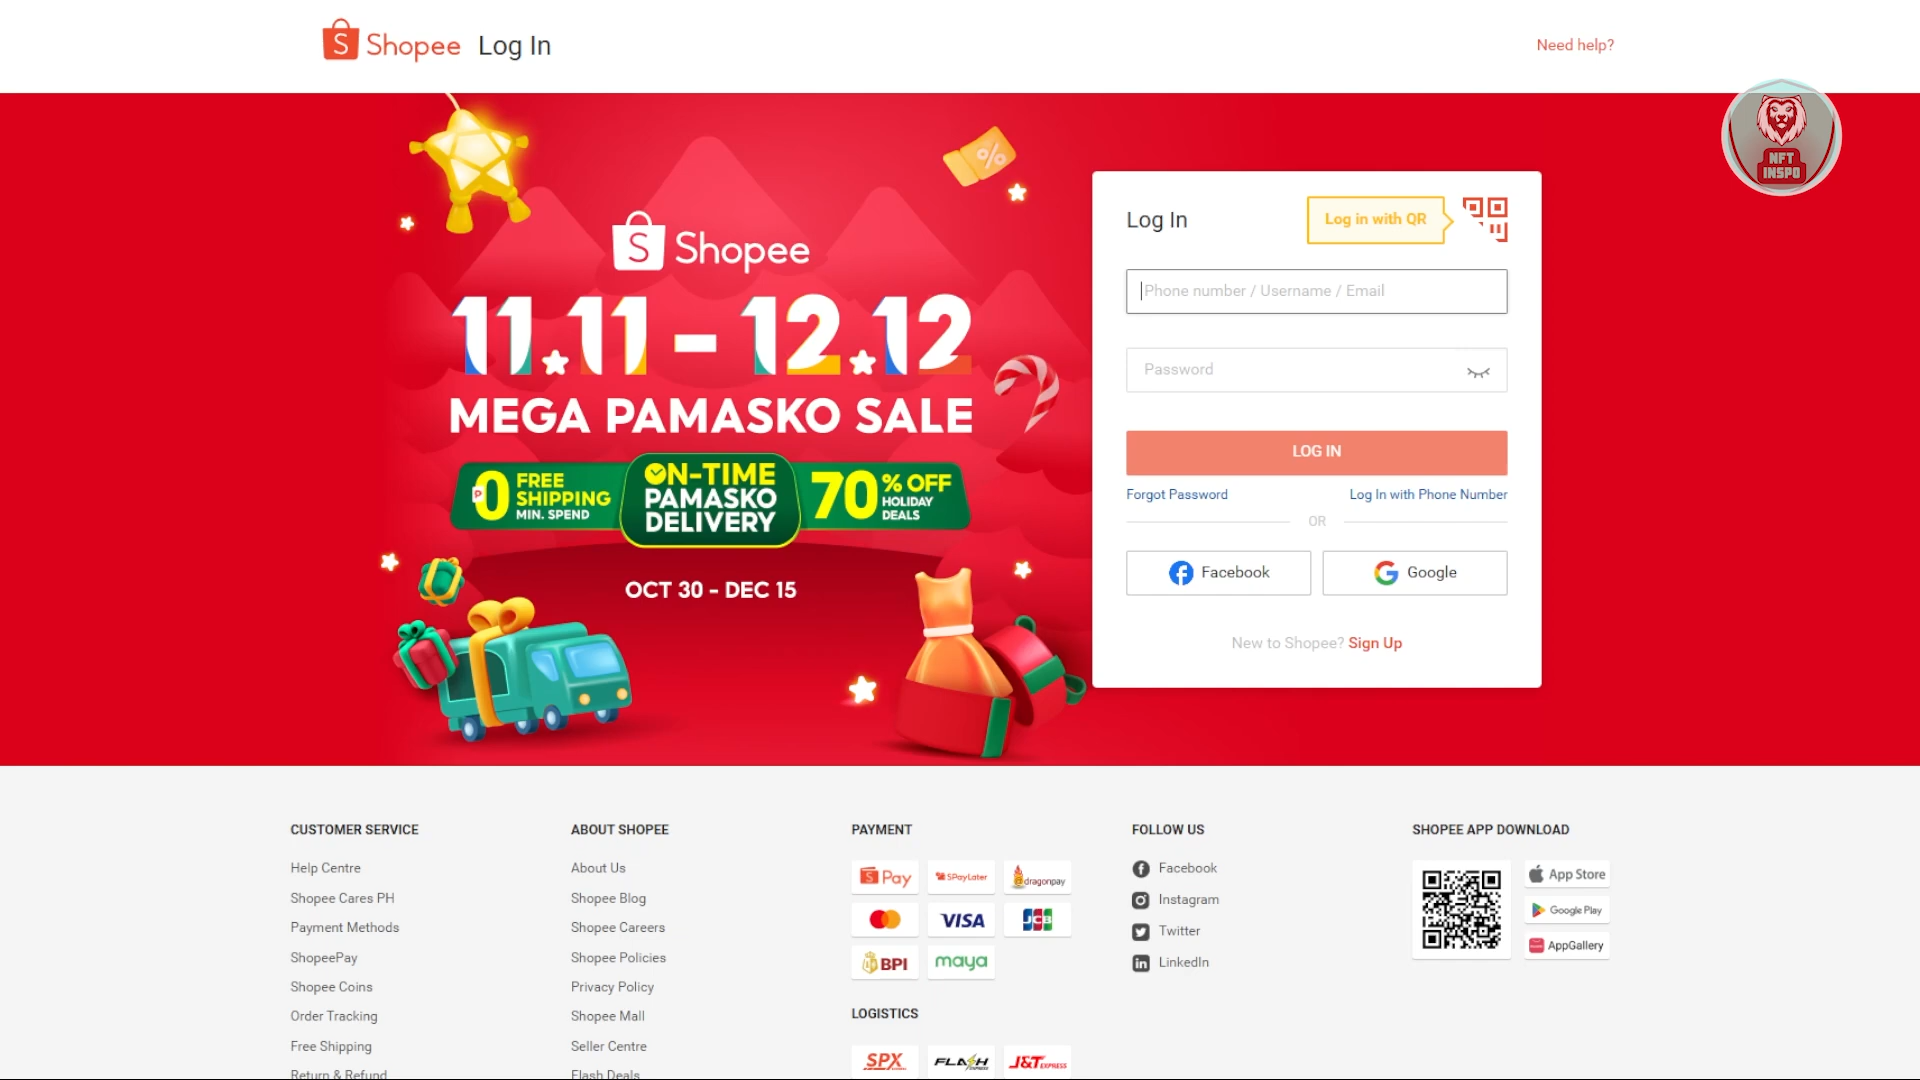 Shopee Log In
Need help?
NFT
INSPO
Shopee
11.11 - 12.12
MEGA PAMASKO SALE
₱0 FREE SHIPPING MIN. SPEND
ON-TIME
PAMASKO
DELIVERY
70% OFF HOLIDAY DEALS
OCT 30 - DEC 15
Log In
Log in with QR
Phone number / Username / Email
Password
LOG IN
Forgot Password
Log In with Phone Number
OR
Facebook
Google
New to Shopee? Sign Up
CUSTOMER SERVICE
Help Centre
Shopee Cares PH
Payment Methods
ShopeePay
Shopee Coins
Order Tracking
Free Shipping
Return & Refund
ABOUT SHOPEE
About Us
Shopee Blog
Shopee Careers
Shopee Policies
Privacy Policy
Shopee Mall
Seller Centre
Flash Deals
PAYMENT
S Pay
SPayLater
dragonpay
VISA
JCB
BPI
maya
LOGISTICS
SPX
FLASH EXPRESS
J&T EXPRESS
FOLLOW US
Facebook
Instagram
Twitter
LinkedIn
SHOPEE APP DOWNLOAD
App Store
Google Play
AppGallery